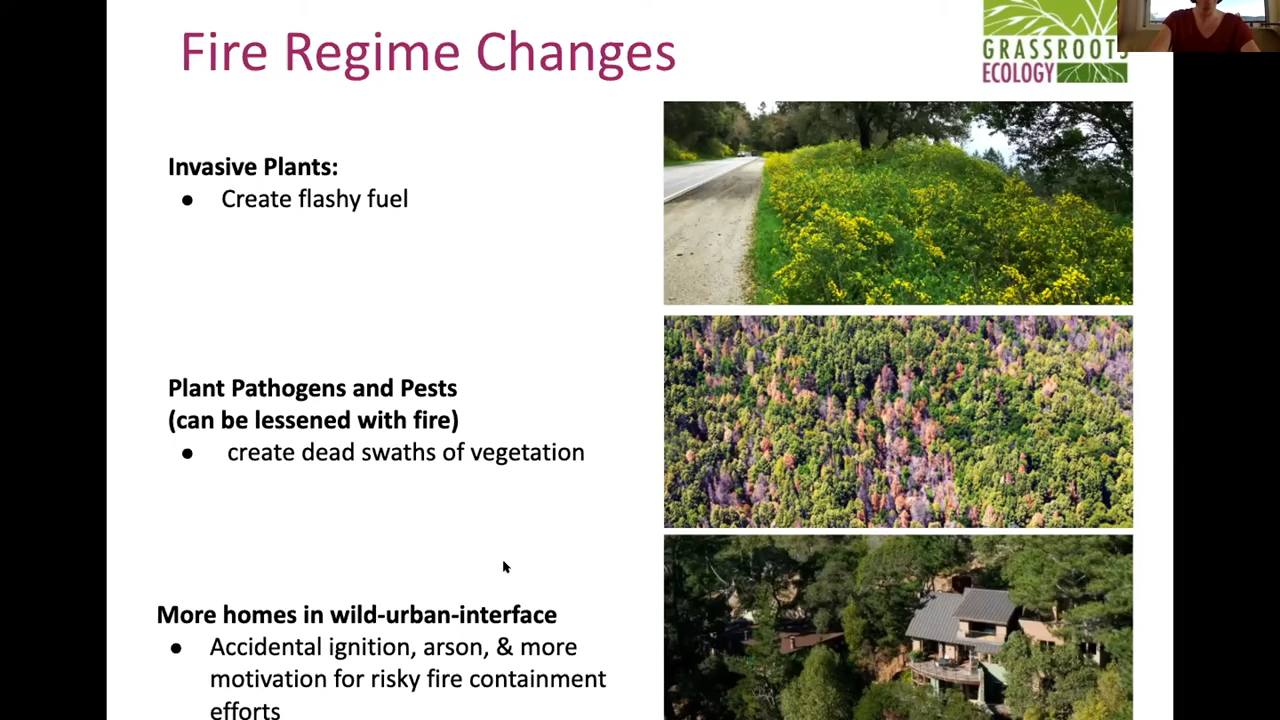 Fire Regime Changes
GRASSROOTS
ECOLOGY
Invasive Plants:
● Create flashy fuel
Plant Pathogens and Pests
(can be lessened with fire)
● create dead swaths of vegetation
More homes in wild-urban-interface
● Accidental ignition, arson, & more
motivation for risky fire containment
efforts